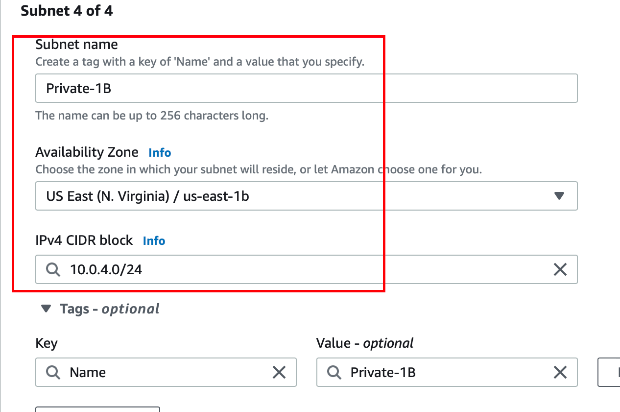 Subnet 4 of 4
Subnet name
Create a tag with a key of 'Name' and a value that you specify.
Private-1B
The name can be up to 256 characters long.
Availability Zone Info
Choose the zone in which your subnet will reside, or let Amazon choose one for you.
US East (N. Virginia) / us-east-1b
IPv4 CIDR block Info
10.0.4.0/24
Tags - optional
Key Value - optional
Name Private-1B